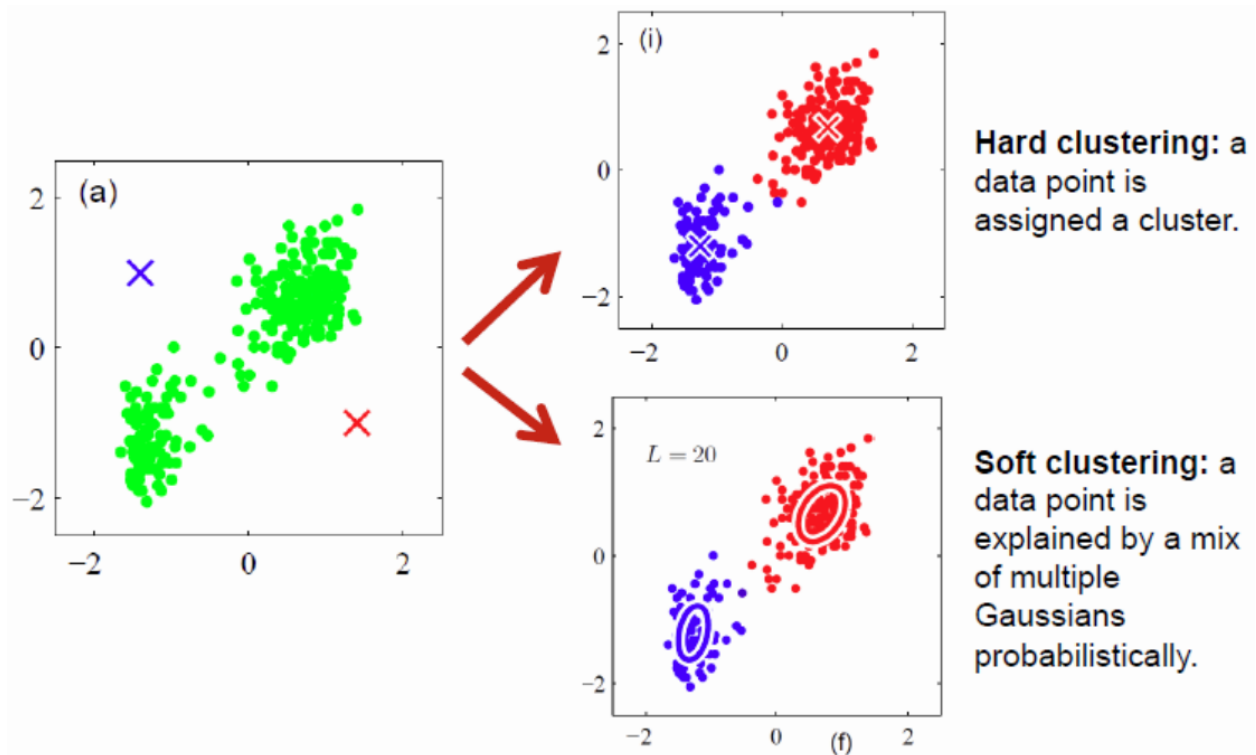 (a)
2
0
−2
−2
0
2
(i)
2
0
−2
−2
0
2
Hard clustering: a
data point is
assigned a cluster.
L = 20
2
0
−2
−2
0
(f)
2
Soft clustering: a
data point is
explained by a mix
of multiple
Gaussians
probabilistically.